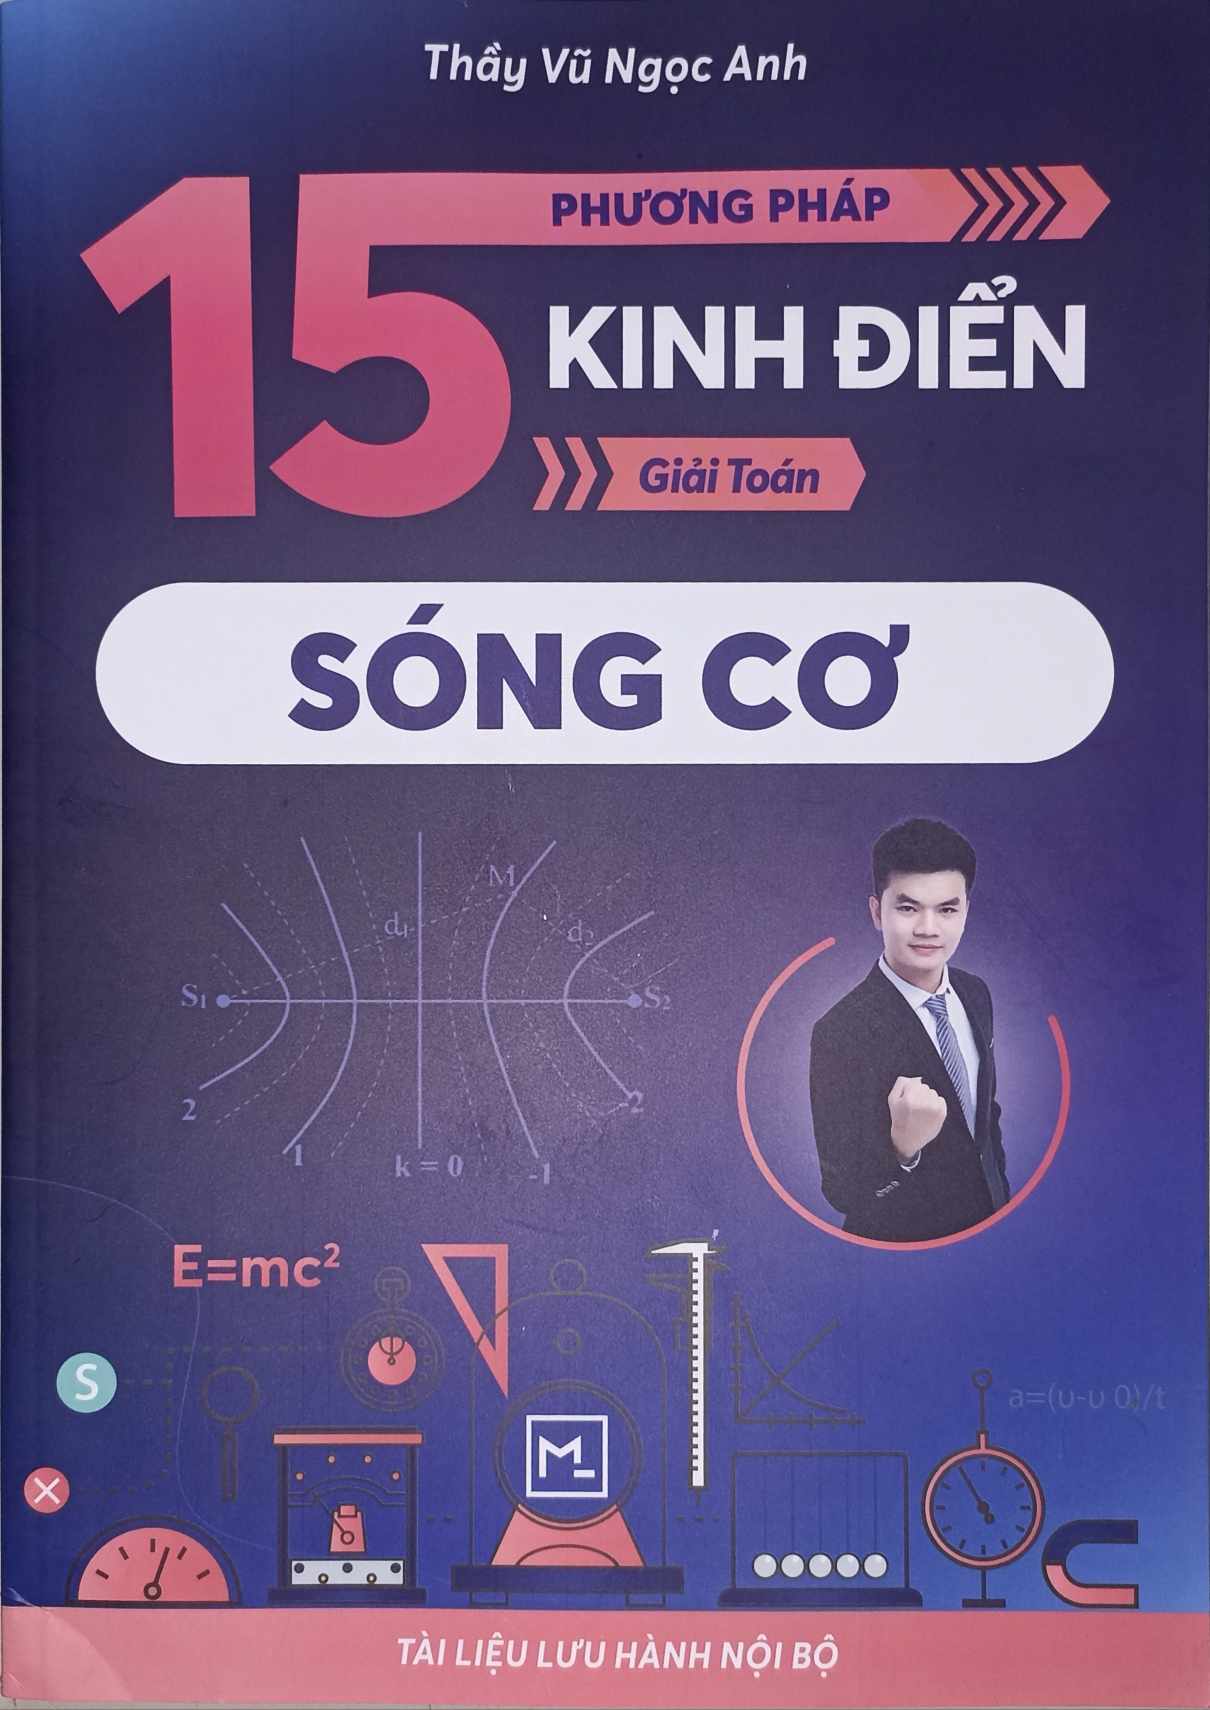 Thầy Vũ Ngọc Anh
15
PHƯƠNG PHÁP
KINH ĐIỂN
Giải Toán
SÓNG CƠ
M
d1
d2
S1
S2
2
-2
1
k = 0
-1
E=mc²
S
a=(υ-υ 0)/t
M_
TÀI LIỆU LƯU HÀNH NỘI BỘ